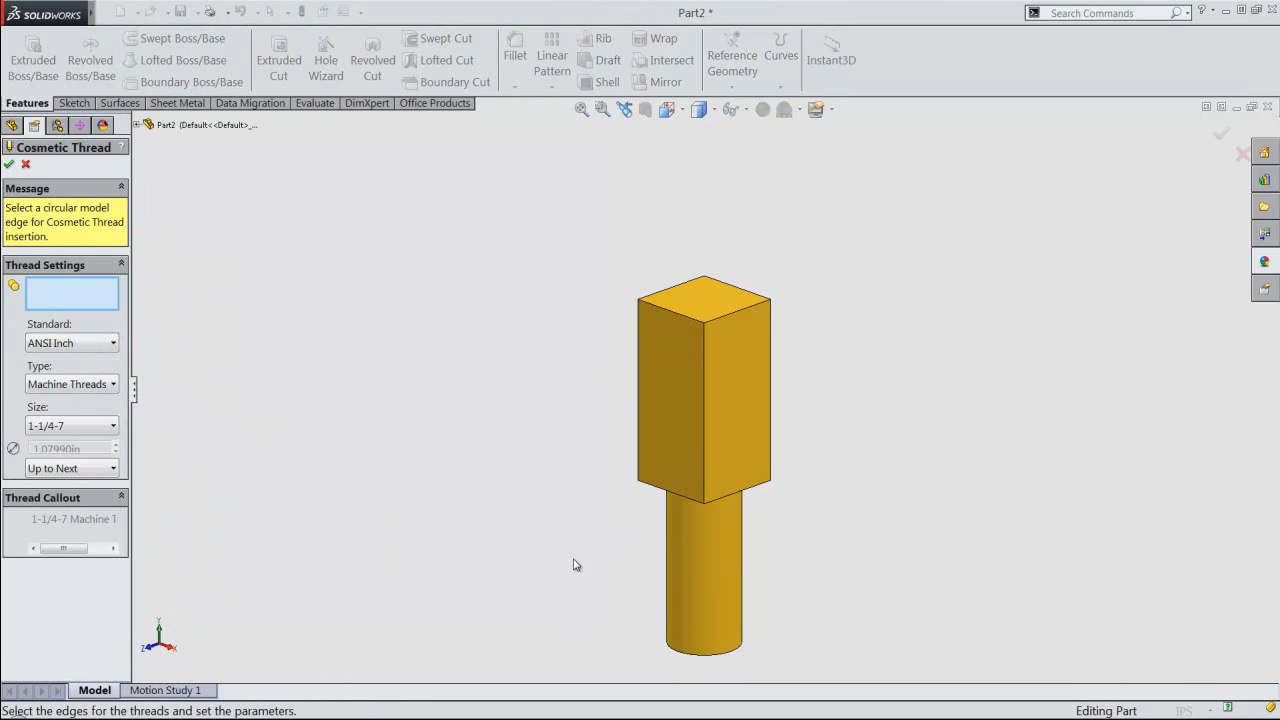 SOLIDWORKS
Part2 *
Search Commands
Extruded Boss/Base
Revolved Boss/Base
Swept Boss/Base
Lofted Boss/Base
Boundary Boss/Base
Extruded Cut
Hole Wizard
Revolved Cut
Swept Cut
Lofted Cut
Boundary Cut
Fillet
Linear Pattern
Rib
Draft
Shell
Wrap
Intersect
Mirror
Reference Geometry
Curves
Instant3D
Features
Sketch
Surfaces
Sheet Metal
Data Migration
Evaluate
DimXpert
Office Products
Part2 (Default<<Default>_...
Cosmetic Thread
?
Message
Select a circular model
edge for Cosmetic Thread
insertion.
Thread Settings
Standard:
ANSI Inch
Type:
Machine Threads
Size:
1-1/4-7
1.07990in
Up to Next
Thread Callout
1-1/4-7 Machine T
Y
Z
X
Model
Motion Study 1
Select the edges for the threads and set the parameters.
Editing Part
IPS